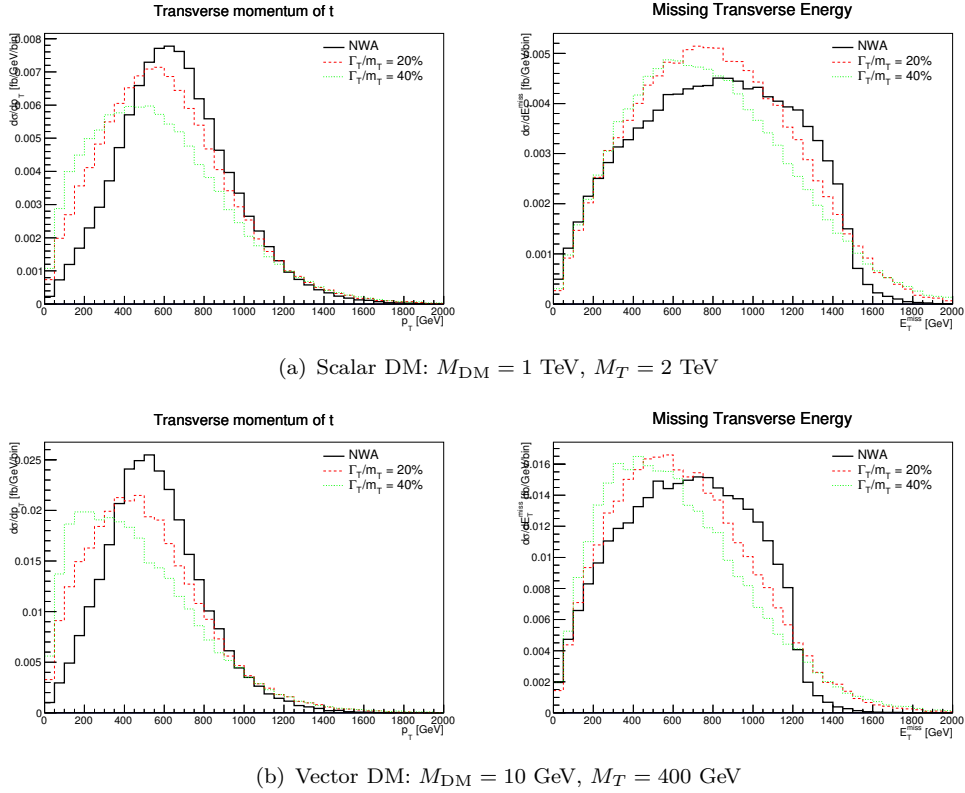 Transverse momentum of t
dσ/dp_T [fb/GeV/bin]
0.008
0.007
0.006
0.005
0.004
0.003
0.002
0.001
0
NWA
Γ_T/m_T = 20%
Γ_T/m_T = 40%
0 200 400 600 800 1000 1200 1400 1600 1800 2000
p_T [GeV]
Missing Transverse Energy
dσ/dE_T^miss [fb/GeV/bin]
0.005
0.004
0.003
0.002
0.001
0
NWA
Γ_T/m_T = 20%
Γ_T/m_T = 40%
0 200 400 600 800 1000 1200 1400 1600 1800 2000
E_T^miss [GeV]
(a) Scalar DM: M_DM = 1 TeV, M_T = 2 TeV
Transverse momentum of t
dσ/dp_T [fb/GeV/bin]
0.025
0.02
0.015
0.01
0.005
0
NWA
Γ_T/m_T = 20%
Γ_T/m_T = 40%
0 200 400 600 800 1000 1200 1400 1600 1800 2000
p_T [GeV]
Missing Transverse Energy
dσ/dE_T^miss [fb/GeV/bin]
0.016
0.014
0.012
0.01
0.008
0.006
0.004
0.002
0
NWA
Γ_T/m_T = 20%
Γ_T/m_T = 40%
0 200 400 600 800 1000 1200 1400 1600 1800 2000
E_T^miss [GeV]
(b) Vector DM: M_DM = 10 GeV, M_T = 400 GeV